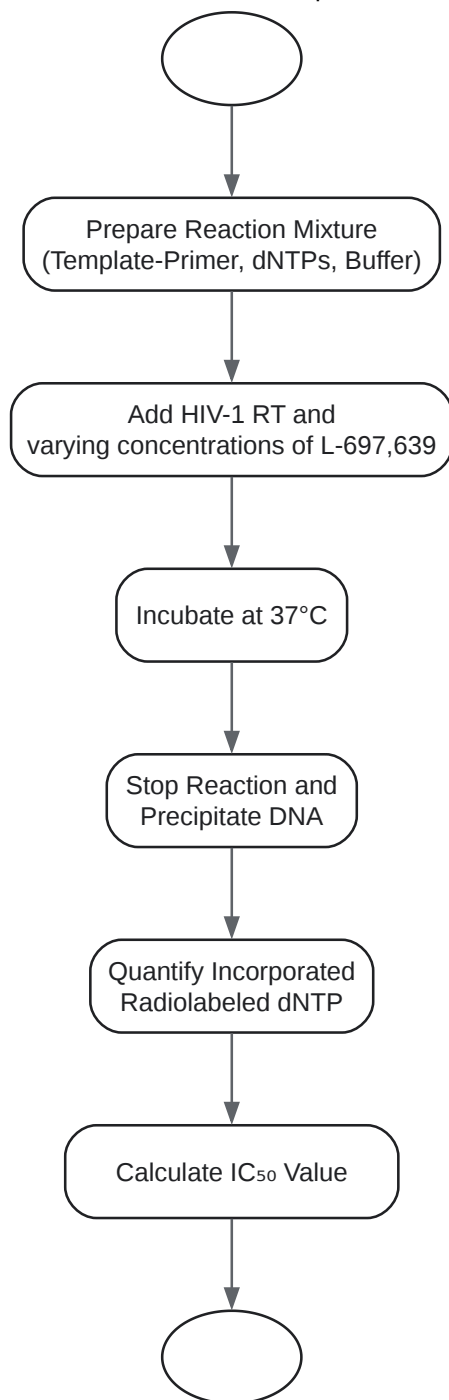 Prepare Reaction Mixture
(Template-Primer, dNTPs, Buffer)
Add HIV-1 RT and
varying concentrations of L-697,639
Incubate at 37°C
Stop Reaction and
Precipitate DNA
Quantify Incorporated
Radiolabeled dNTP
Calculate IC₅₀ Value